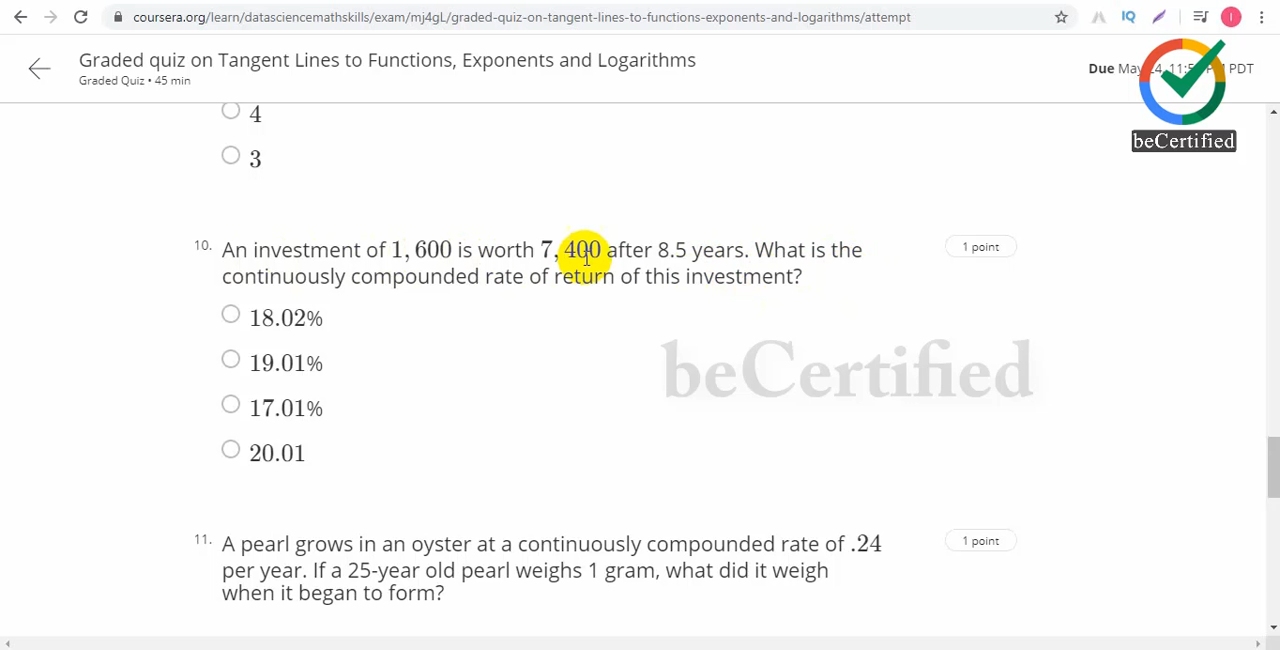 coursera.org/learn/datasciencemathskills/exam/mj4gL/graded-quiz-on-tangent-lines-to-functions-exponents-and-logarithms/attempt
IQ
I
Graded quiz on Tangent Lines to Functions, Exponents and Logarithms
Graded Quiz • 45 min
Due May PDT
beCertified
4
3
10. An investment of 1,600 is worth 7,400 after 8.5 years. What is the
continuously compounded rate of return of this investment?
1 point
18.02%
19.01%
17.01%
20.01
beCertified
11. A pearl grows in an oyster at a continuously compounded rate of .24
per year. If a 25-year old pearl weighs 1 gram, what did it weigh
when it began to form?
1 point